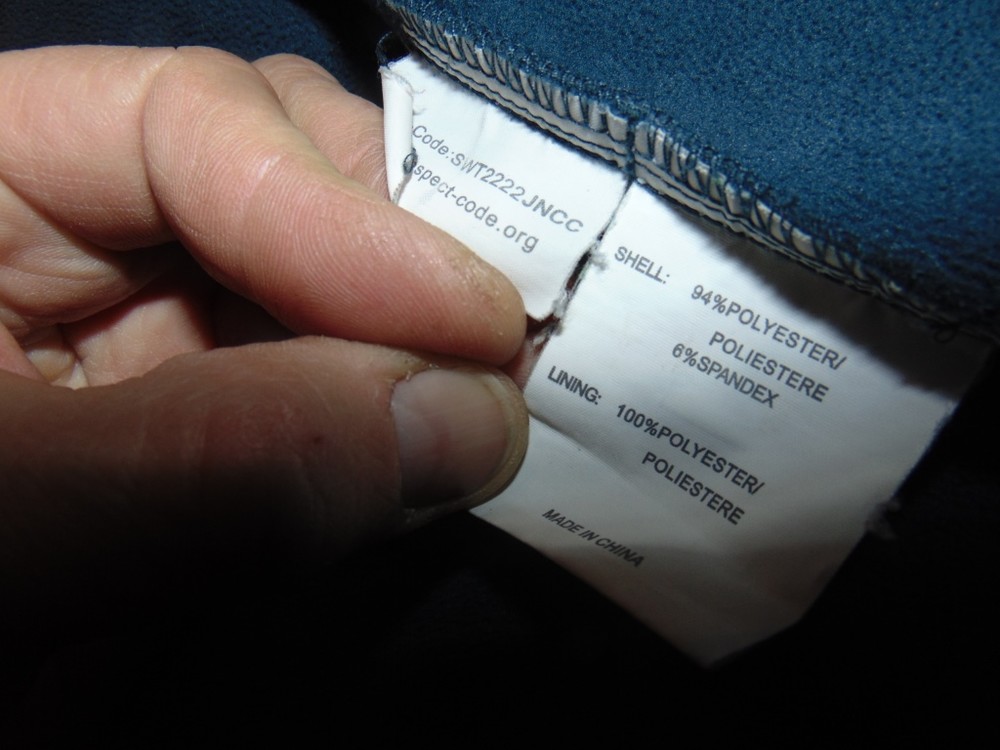 Code:SWT2222JNCC
spect-code.org
SHELL: 94%POLYESTER/
POLIESTERE
6%SPANDEX
LINING: 100%POLYESTER/
POLIESTERE
MADE IN CHINA